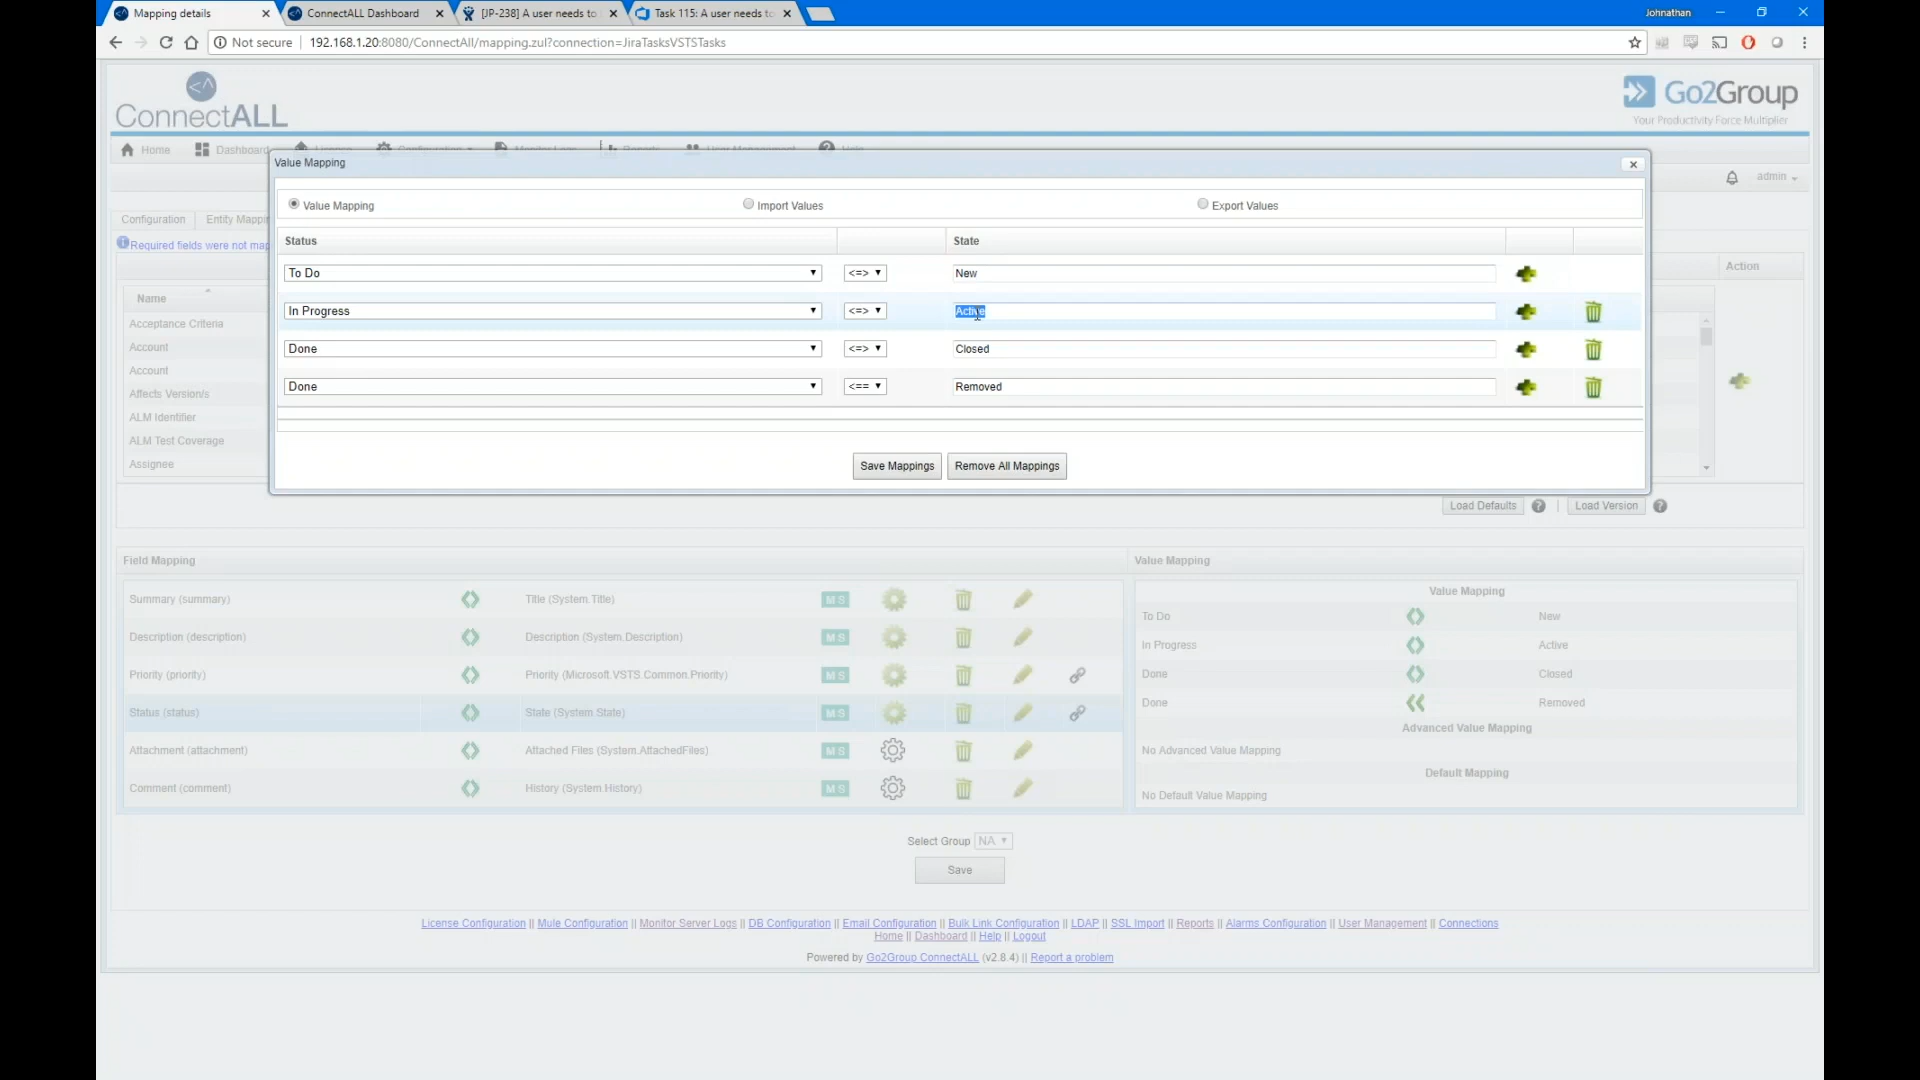 Mapping details
ConnectALL Dashboard
[JP-238] A user needs to
Task 115: A user needs to
Johnathan
Not secure
192.168.1.20:8080/ConnectAll/mapping.zul?connection=JiraTasksVSTSTasks
ConnectALL
Go2Group
Your Productivity Force Multiplier
Home
Dashboard
Value Mapping
admin
Value Mapping
Import Values
Export Values
Configuration
Entity Mappin
Required fields were not map
Status
State
To Do
<=>
New
In Progress
<=>
Active
Done
<=>
Closed
Done
<==
Removed
Action
Name
Acceptance Criteria
Account
Account
Affects Version/s
ALM Identifier
ALM Test Coverage
Assignee
Save Mappings
Remove All Mappings
Load Defaults
|
Load Version
Field Mapping
Value Mapping
Summary (summary)
Title (System.Title)
M S
Description (description)
Description (System.Description)
M S
Priority (priority)
Priority (Microsoft.VSTS.Common.Priority)
M S
Status (status)
State (System.State)
M S
Attachment (attachment)
Attached Files (System.AttachedFiles)
M S
Comment (comment)
History (System.History)
M S
Value Mapping
To Do
New
In Progress
Active
Done
Closed
Done
Removed
Advanced Value Mapping
No Advanced Value Mapping
Default Mapping
No Default Value Mapping
Select Group NA
Save
License Configuration || Mule Configuration || Monitor Server Logs || DB Configuration || Email Configuration || Bulk Link Configuration || LDAP || SSL Import || Reports || Alarms Configuration || User Management || Connections
Home || Dashboard || Help || Logout
Powered by Go2Group ConnectALL (v2.8.4) || Report a problem